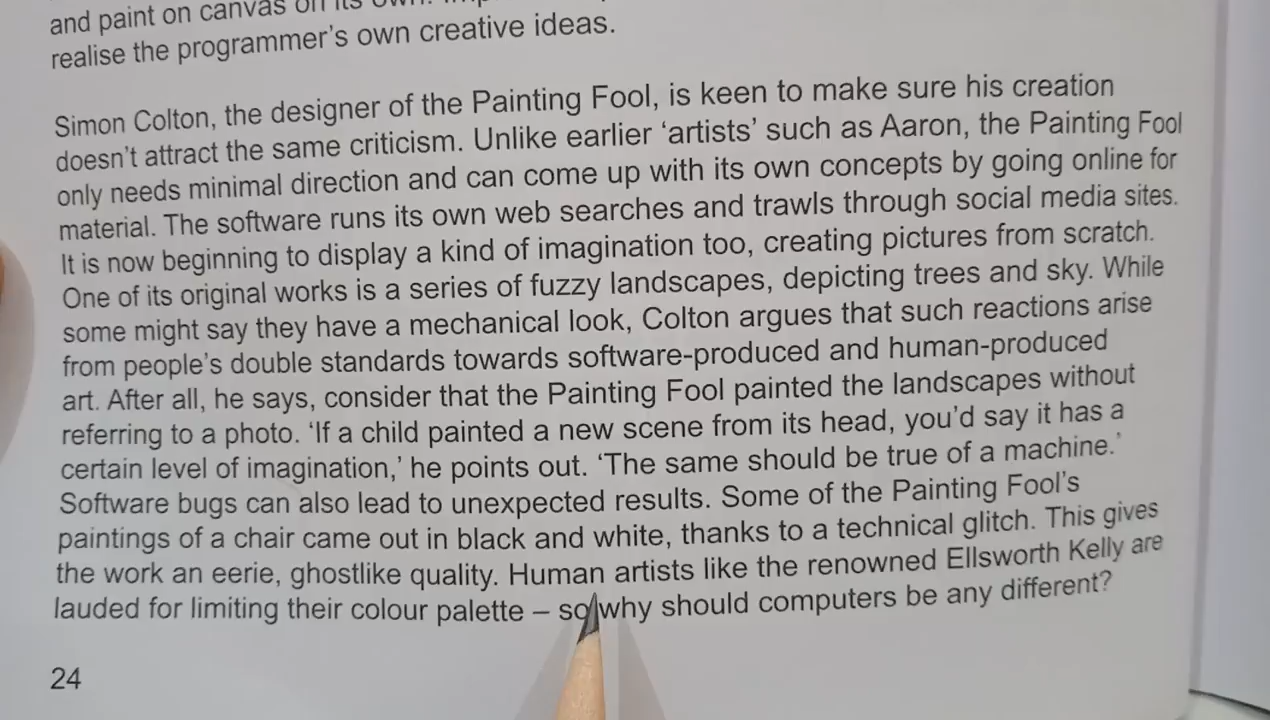 and paint on canvas on its own.
realise the programmer's own creative ideas.
Simon Colton, the designer of the Painting Fool, is keen to make sure his creation
doesn't attract the same criticism. Unlike earlier 'artists' such as Aaron, the Painting Fool
only needs minimal direction and can come up with its own concepts by going online for
material. The software runs its own web searches and trawls through social media sites.
It is now beginning to display a kind of imagination too, creating pictures from scratch.
One of its original works is a series of fuzzy landscapes, depicting trees and sky. While
some might say they have a mechanical look, Colton argues that such reactions arise
from people's double standards towards software-produced and human-produced
art. After all, he says, consider that the Painting Fool painted the landscapes without
referring to a photo. 'If a child painted a new scene from its head, you'd say it has a
certain level of imagination,' he points out. 'The same should be true of a machine.'
Software bugs can also lead to unexpected results. Some of the Painting Fool's
paintings of a chair came out in black and white, thanks to a technical glitch. This gives
the work an eerie, ghostlike quality. Human artists like the renowned Ellsworth Kelly are
lauded for limiting their colour palette – so why should computers be any different?
24